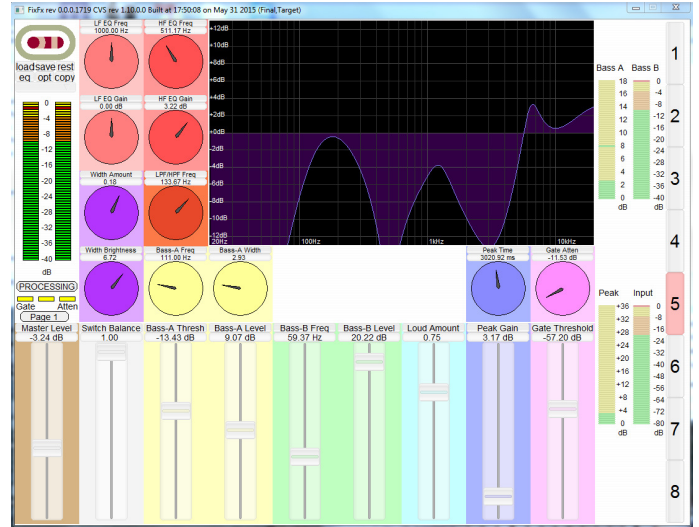 FixFx rev 0.0.0.1719 CVS rev 1.10.0.0 Built at 17:50:08 on May 31 2015 (Final,Target)
loadsave rest
eq opt copy
LF EQ Freq
1000.00 Hz
HF EQ Freq
511.17 Hz
LF EQ Gain
0.00 dB
HF EQ Gain
3.22 dB
Width Amount
0.18
LPF/HPF Freq
133.67 Hz
Width Brightness
6.72
Bass-A Freq
111.00 Hz
Bass-A Width
2.93
Peak Time
3020.92 ms
Gate Atten
-11.53 dB
+12dB
+10dB
+8dB
+6dB
+4dB
+2dB
+0dB
-2dB
-4dB
-6dB
-8dB
-10dB
-12dB
20Hz
100Hz
1kHz
10kHz
0
-4
-8
-12
-16
-20
-24
-28
-32
-36
-40
dB
PROCESSING
Gate Atten
Page 1
Bass A Bass B
18 0
16 -4
14 -8
12 -12
10 -16
8 -20
6 -24
4 -28
2 -32
0 -36
-40
dB dB
Peak Input
+36 0
+32 -8
+28 -16
+24 -24
+20 -32
+16 -40
+12 -48
+8 -56
+4 -64
0 -72
-80
dB dB
1
2
3
4
5
6
7
8
Master Level
-3.24 dB
Switch Balance
1.00
Bass-A Thresh
-13.43 dB
Bass-A Level
9.07 dB
Bass-B Freq
59.37 Hz
Bass-B Level
20.22 dB
Loud Amount
0.75
Peak Gain
3.17 dB
Gate Threshold
-57.20 dB